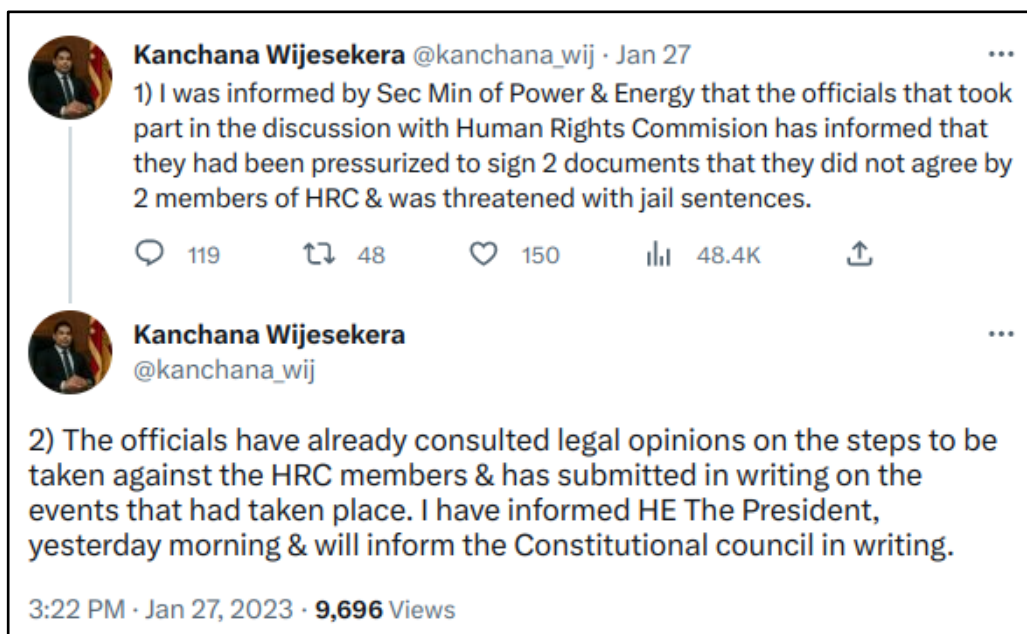 Kanchana Wijesekera @kanchana_wij · Jan 27
1) I was informed by Sec Min of Power & Energy that the officials that took
part in the discussion with Human Rights Commision has informed that
they had been pressurized to sign 2 documents that they did not agree by
2 members of HRC & was threatened with jail sentences.
119 48 150 48.4K
Kanchana Wijesekera
@kanchana_wij
2) The officials have already consulted legal opinions on the steps to be
taken against the HRC members & has submitted in writing on the
events that had taken place. I have informed HE The President,
yesterday morning & will inform the Constitutional council in writing.
3:22 PM · Jan 27, 2023 · 9,696 Views